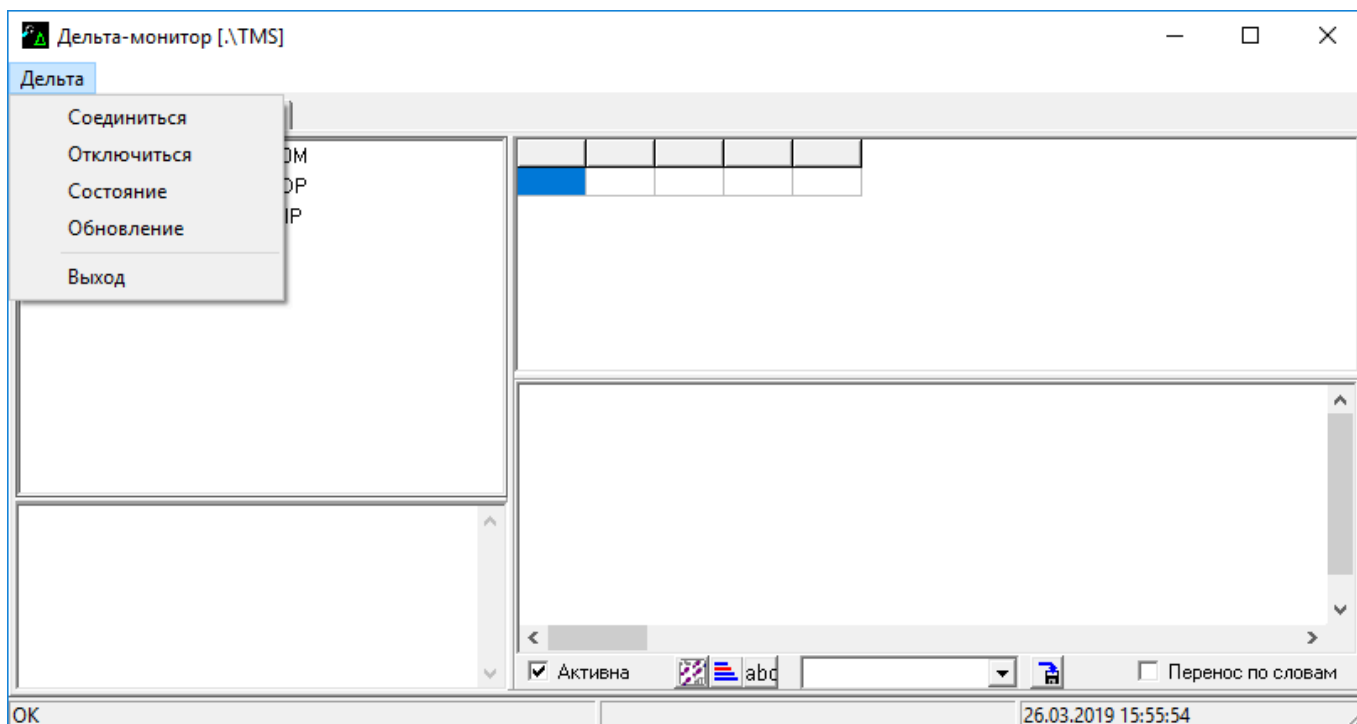 Дельта-монитор [.\TMS]
Дельта
Соединиться
Отключиться
Состояние
Обновление
Выход
Активна
abc
Перенос по словам
OK
26.03.2019 15:55:54